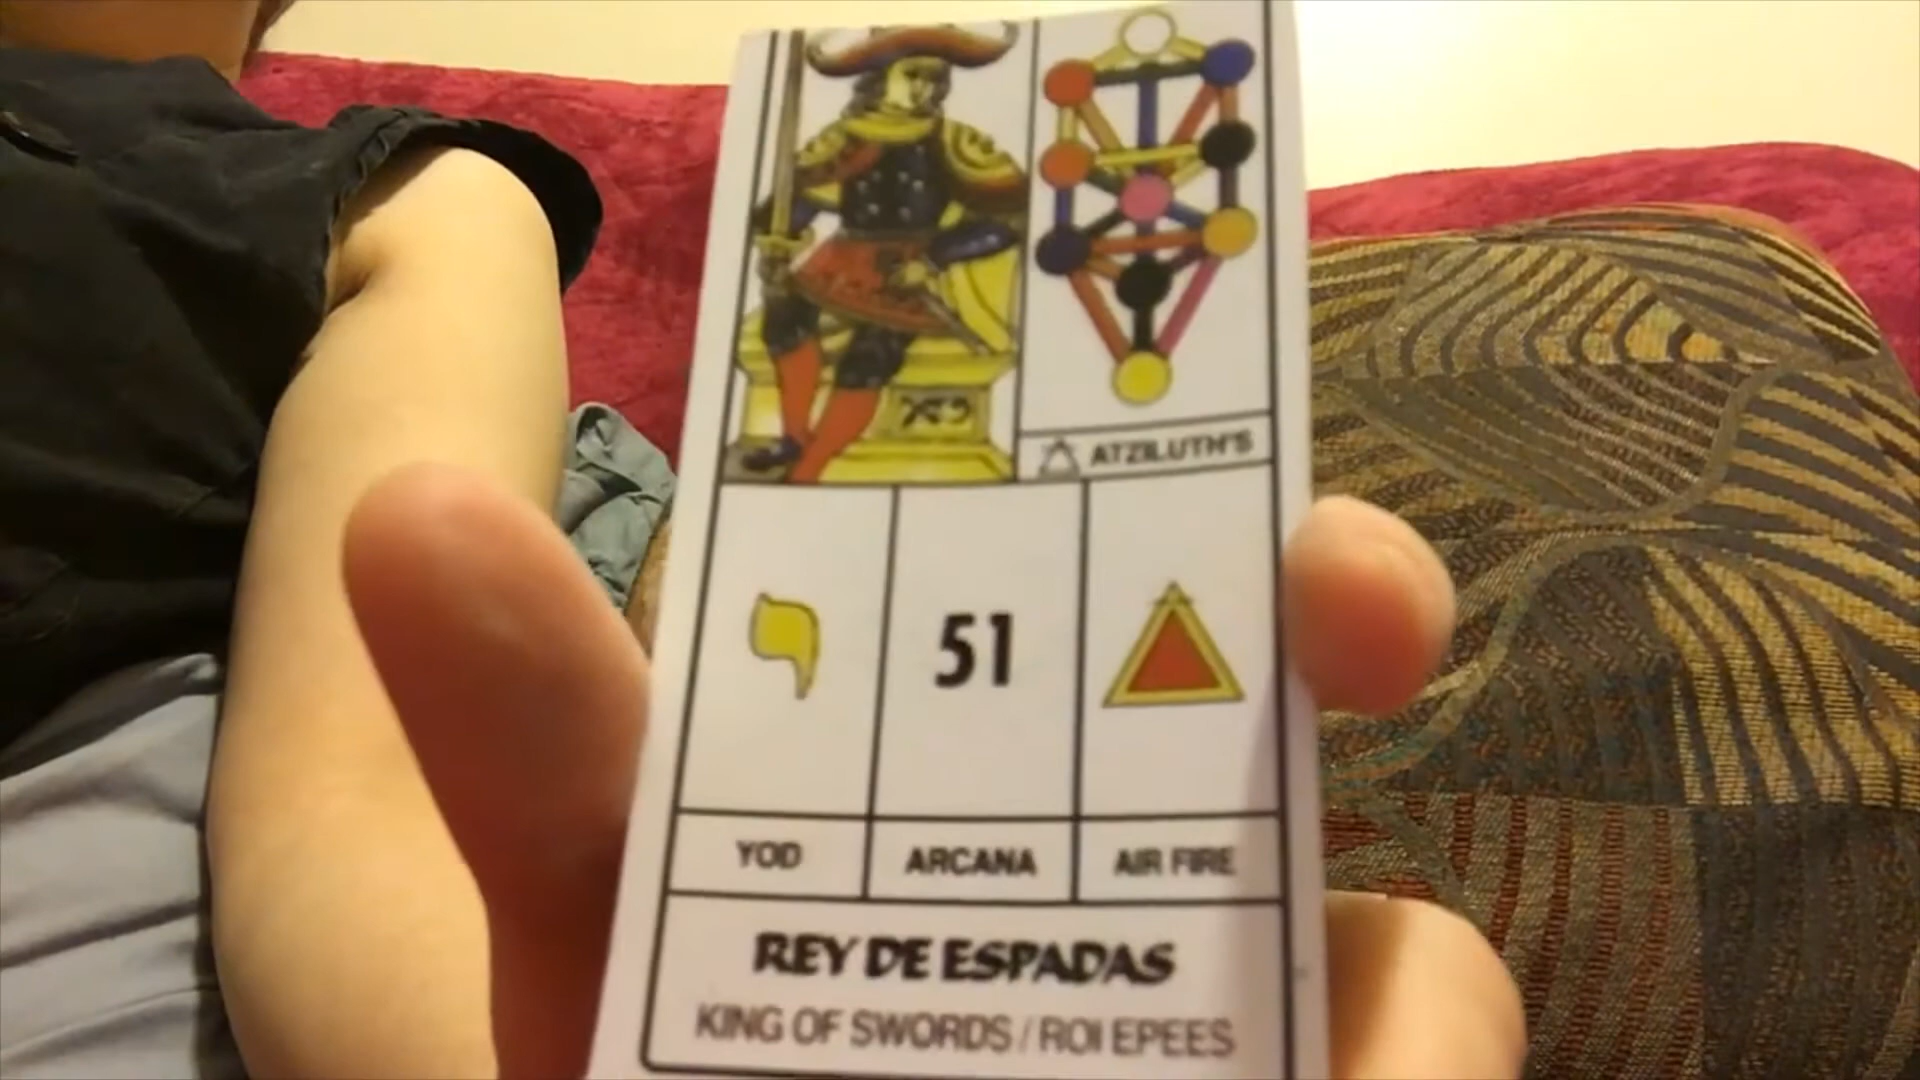 ATZILUTH'S
51
YOD
ARCANA
AIR FIRE
REY DE ESPADAS
KING OF SWORDS / ROI EPEES